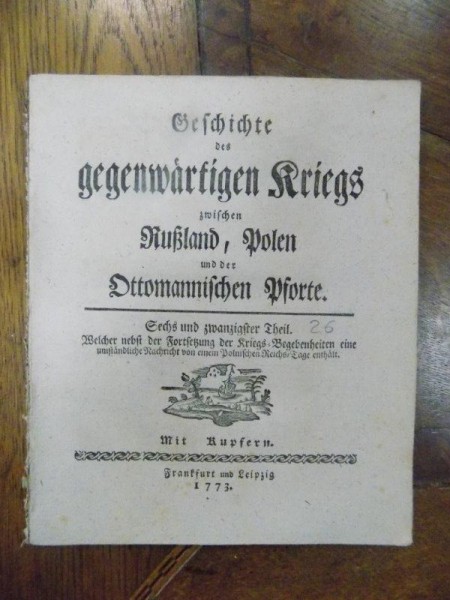 Geschichte
des
gegenwärtigen Kriegs
zwischen
Rußland, Polen
und der
Ottomannischen Pforte.
Sechs und zwanzigster Theil. 26
Welcher nebst der Fortsetzung der Kriegs-Begebenheiten eine
umständliche Nachricht von einem Polnischen Reichs-Tage enthält.
Mit Kupfern.
Frankfurt und Leipzig
1773.